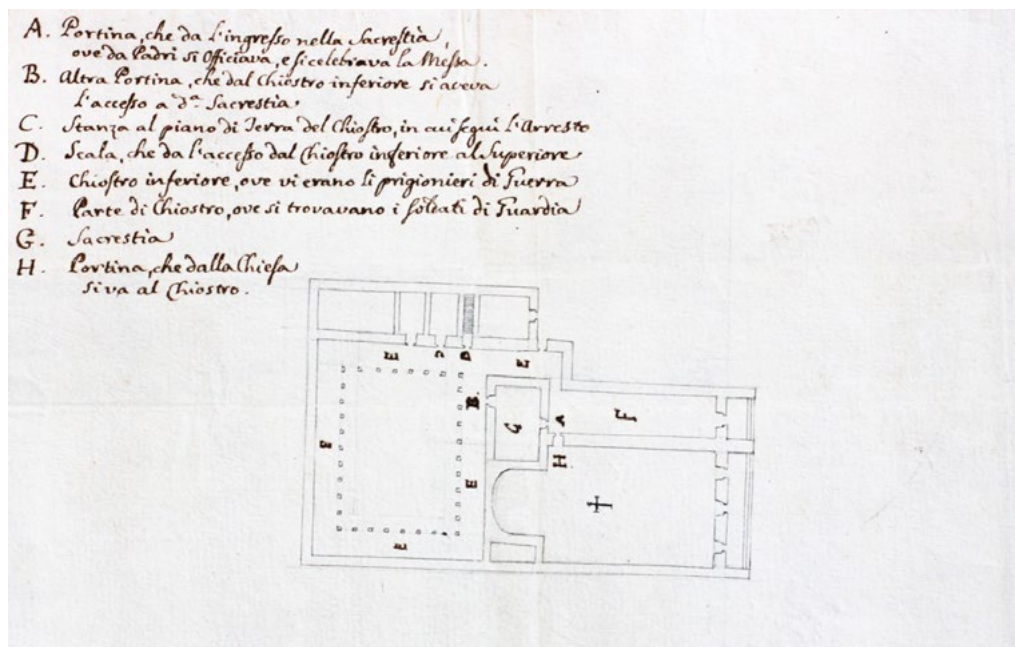 A. Portina, che da l'ingresso nella Sacrestia,
ove da Padri si Officiava, e si celebrava la Messa.
B. Altra Portina, che dal Chiostro inferiore si aveva
l'accesso a d.ª Sacrestia
C. Stanza al piano di Terra del Chiostro, in cui seguì l'Arresto
D. Scala, che da l'accesso dal Chiostro inferiore al Superiore
E. Chiostro inferiore, ove vi erano li prigionieri di Guerra
F. Parte di Chiostro, ove si trovavano i soldati di Guardia
G. Sacrestia
H. Portina, che dalla Chiesa
si va al Chiostro.
E
D
E
B.
A
F
G
F
H
E
E